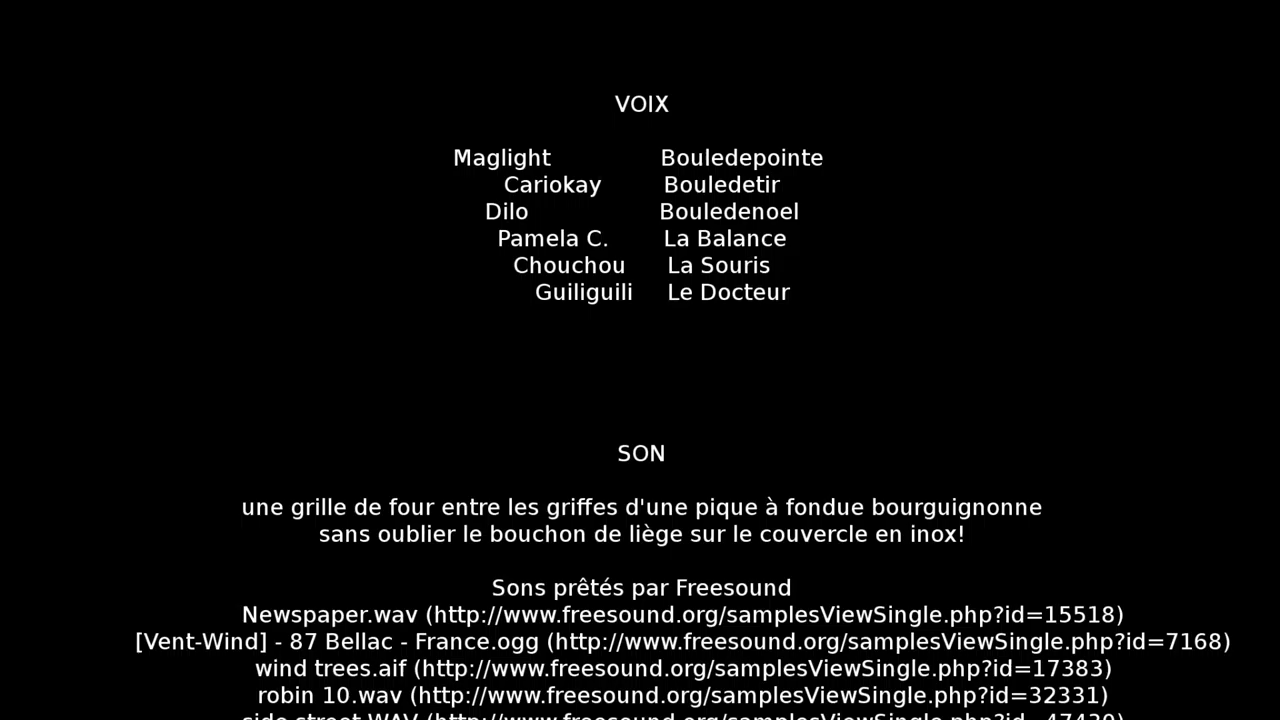 VOIX
Maglight Bouledepointe
Cariokay Bouledetir
Dilo Bouledenoel
Pamela C. La Balance
Chouchou La Souris
Guiliguili Le Docteur
SON
une grille de four entre les griffes d'une pique à fondue bourguignonne
sans oublier le bouchon de liège sur le couvercle en inox!
Sons prêtés par Freesound
Newspaper.wav (http://www.freesound.org/samplesViewSingle.php?id=15518)
[Vent-Wind] - 87 Bellac - France.ogg (http://www.freesound.org/samplesViewSingle.php?id=7168)
wind trees.aif (http://www.freesound.org/samplesViewSingle.php?id=17383)
robin 10.wav (http://www.freesound.org/samplesViewSingle.php?id=32331)